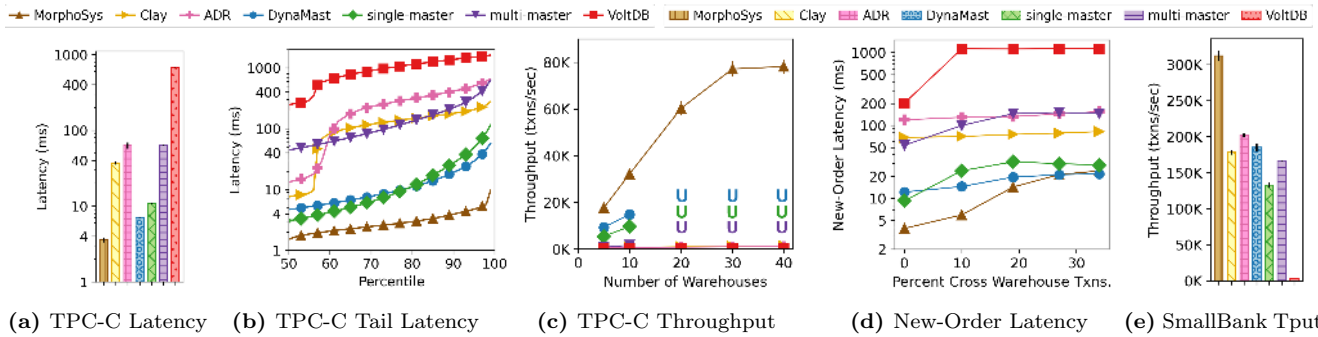 MorphoSys Clay ADR DynaMast single-master multi-master VoltDB
MorphoSys Clay ADR DynaMast single-master multi-master VoltDB
Latency (ms)
1000
400
100
40
10
4
1
(a) TPC-C Latency
Latency (ms)
1000
400
100
40
10
4
1
50 60 70 80 90 100
Percentile
(b) TPC-C Tail Latency
Throughput (txns/sec)
80K
60K
40K
20K
0K
U U U
U U U
U U U
0 10 20 30 40
Number of Warehouses
(c) TPC-C Throughput
New-Order Latency (ms)
1000
500
200
100
50
20
10
5
2
0 10 20 30
Percent Cross Warehouse Txns.
(d) New-Order Latency
Throughput (txns/sec)
300K
250K
200K
150K
100K
50K
0K
(e) SmallBank Tput